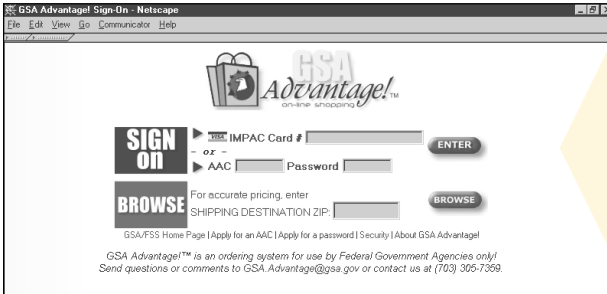 GSA Advantage! Sign-On - Netscape
File Edit View Go Communicator Help
GSA
Advantage!™
on-line shopping
SIGN on
VISA IMPAC Card #
- or -
AAC Password
ENTER
BROWSE
For accurate pricing, enter
SHIPPING DESTINATION ZIP:
BROWSE
GSA/FSS Home Page | Apply for an AAC | Apply for a password | Security | About GSA Advantage!
GSA Advantage!™ is an ordering system for use by Federal Government Agencies only!
Send questions or comments to GSA.Advantage@gsa.gov or contact us at (703) 305-7359.